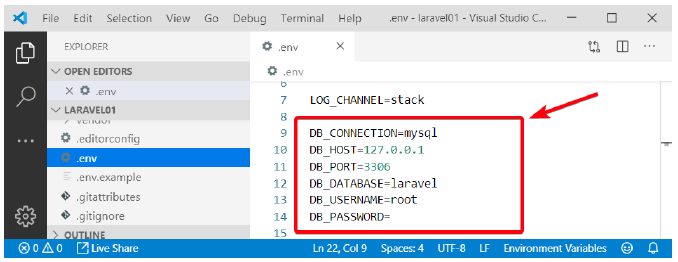 File Edit Selection View Go Debug Terminal Help .env - laravel01 - Visual Studio C...
EXPLORER
OPEN EDITORS
.env
LARAVEL01
vendor
.editorconfig
.env
.env.example
.gitattributes
.gitignore
OUTLINE
.env
.env
6
7 LOG_CHANNEL=stack
8
9 DB_CONNECTION=mysql
10 DB_HOST=127.0.0.1
11 DB_PORT=3306
12 DB_DATABASE=laravel
13 DB_USERNAME=root
14 DB_PASSWORD=
15
0 0 Live Share Ln 22, Col 9 Spaces: 4 UTF-8 LF Environment Variables